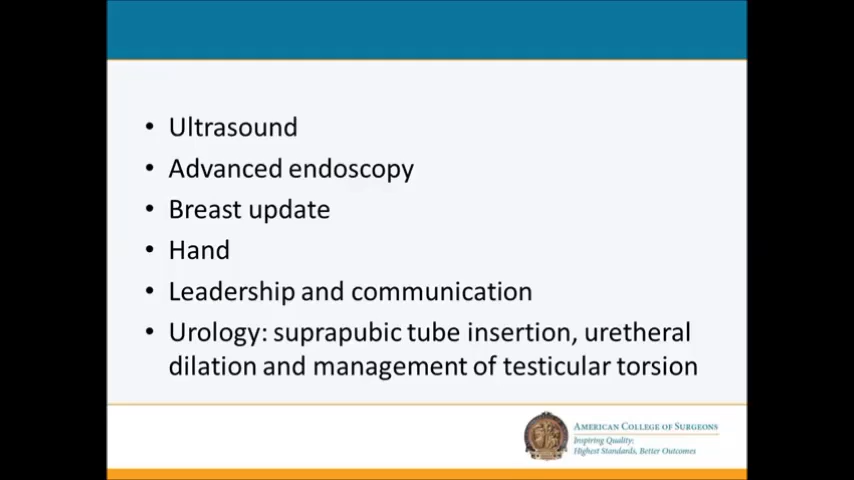 • Ultrasound
• Advanced endoscopy
• Breast update
• Hand
• Leadership and communication
• Urology: suprapubic tube insertion, urethral
dilation and management of testicular torsion
AMERICAN COLLEGE OF SURGEONS
Inspiring Quality:
Highest Standards, Better Outcomes